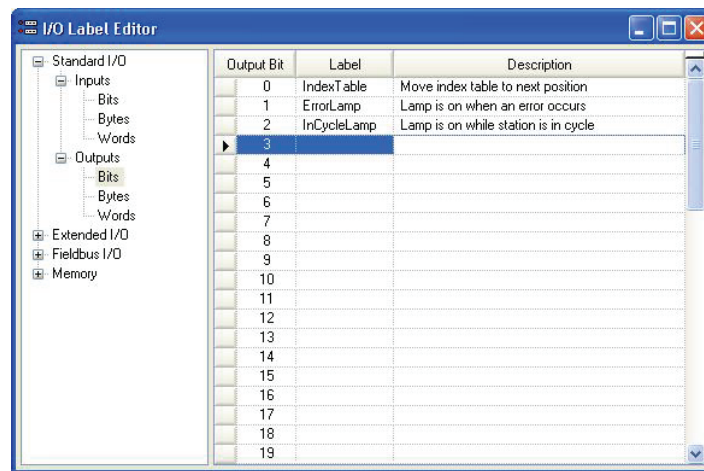 I/O Label Editor
Standard I/O
Inputs
Bits
Bytes
Words
Outputs
Bits
Bytes
Words
Extended I/O
Fieldbus I/O
Memory
Output Bit Label Description
0 IndexTable Move index table to next position
1 ErrorLamp Lamp is on when an error occurs
2 InCycleLamp Lamp is on while station is in cycle
3
4
5
6
7
8
9
10
11
12
13
14
15
16
17
18
19